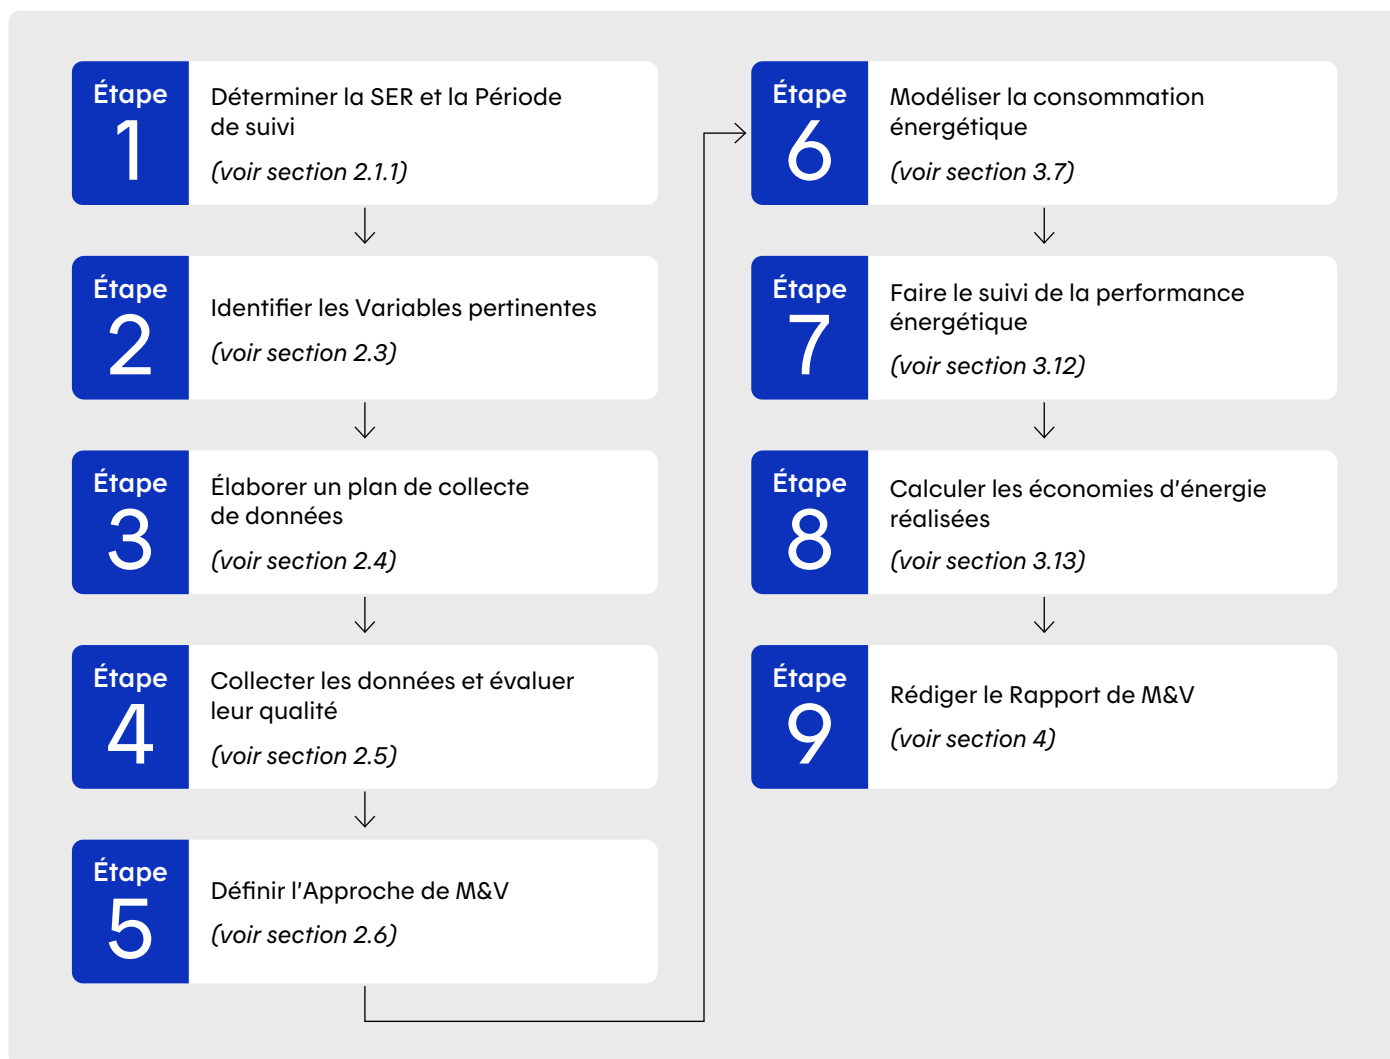 Étape
1
Déterminer la SER et la Période
de suivi
(voir section 2.1.1)
Étape
2
Identifier les Variables pertinentes
(voir section 2.3)
Étape
3
Élaborer un plan de collecte
de données
(voir section 2.4)
Étape
4
Collecter les données et évaluer
leur qualité
(voir section 2.5)
Étape
5
Définir l'Approche de M&V
(voir section 2.6)
Étape
6
Modéliser la consommation
énergétique
(voir section 3.7)
Étape
7
Faire le suivi de la performance
énergétique
(voir section 3.12)
Étape
8
Calculer les économies d'énergie
réalisées
(voir section 3.13)
Étape
9
Rédiger le Rapport de M&V
(voir section 4)